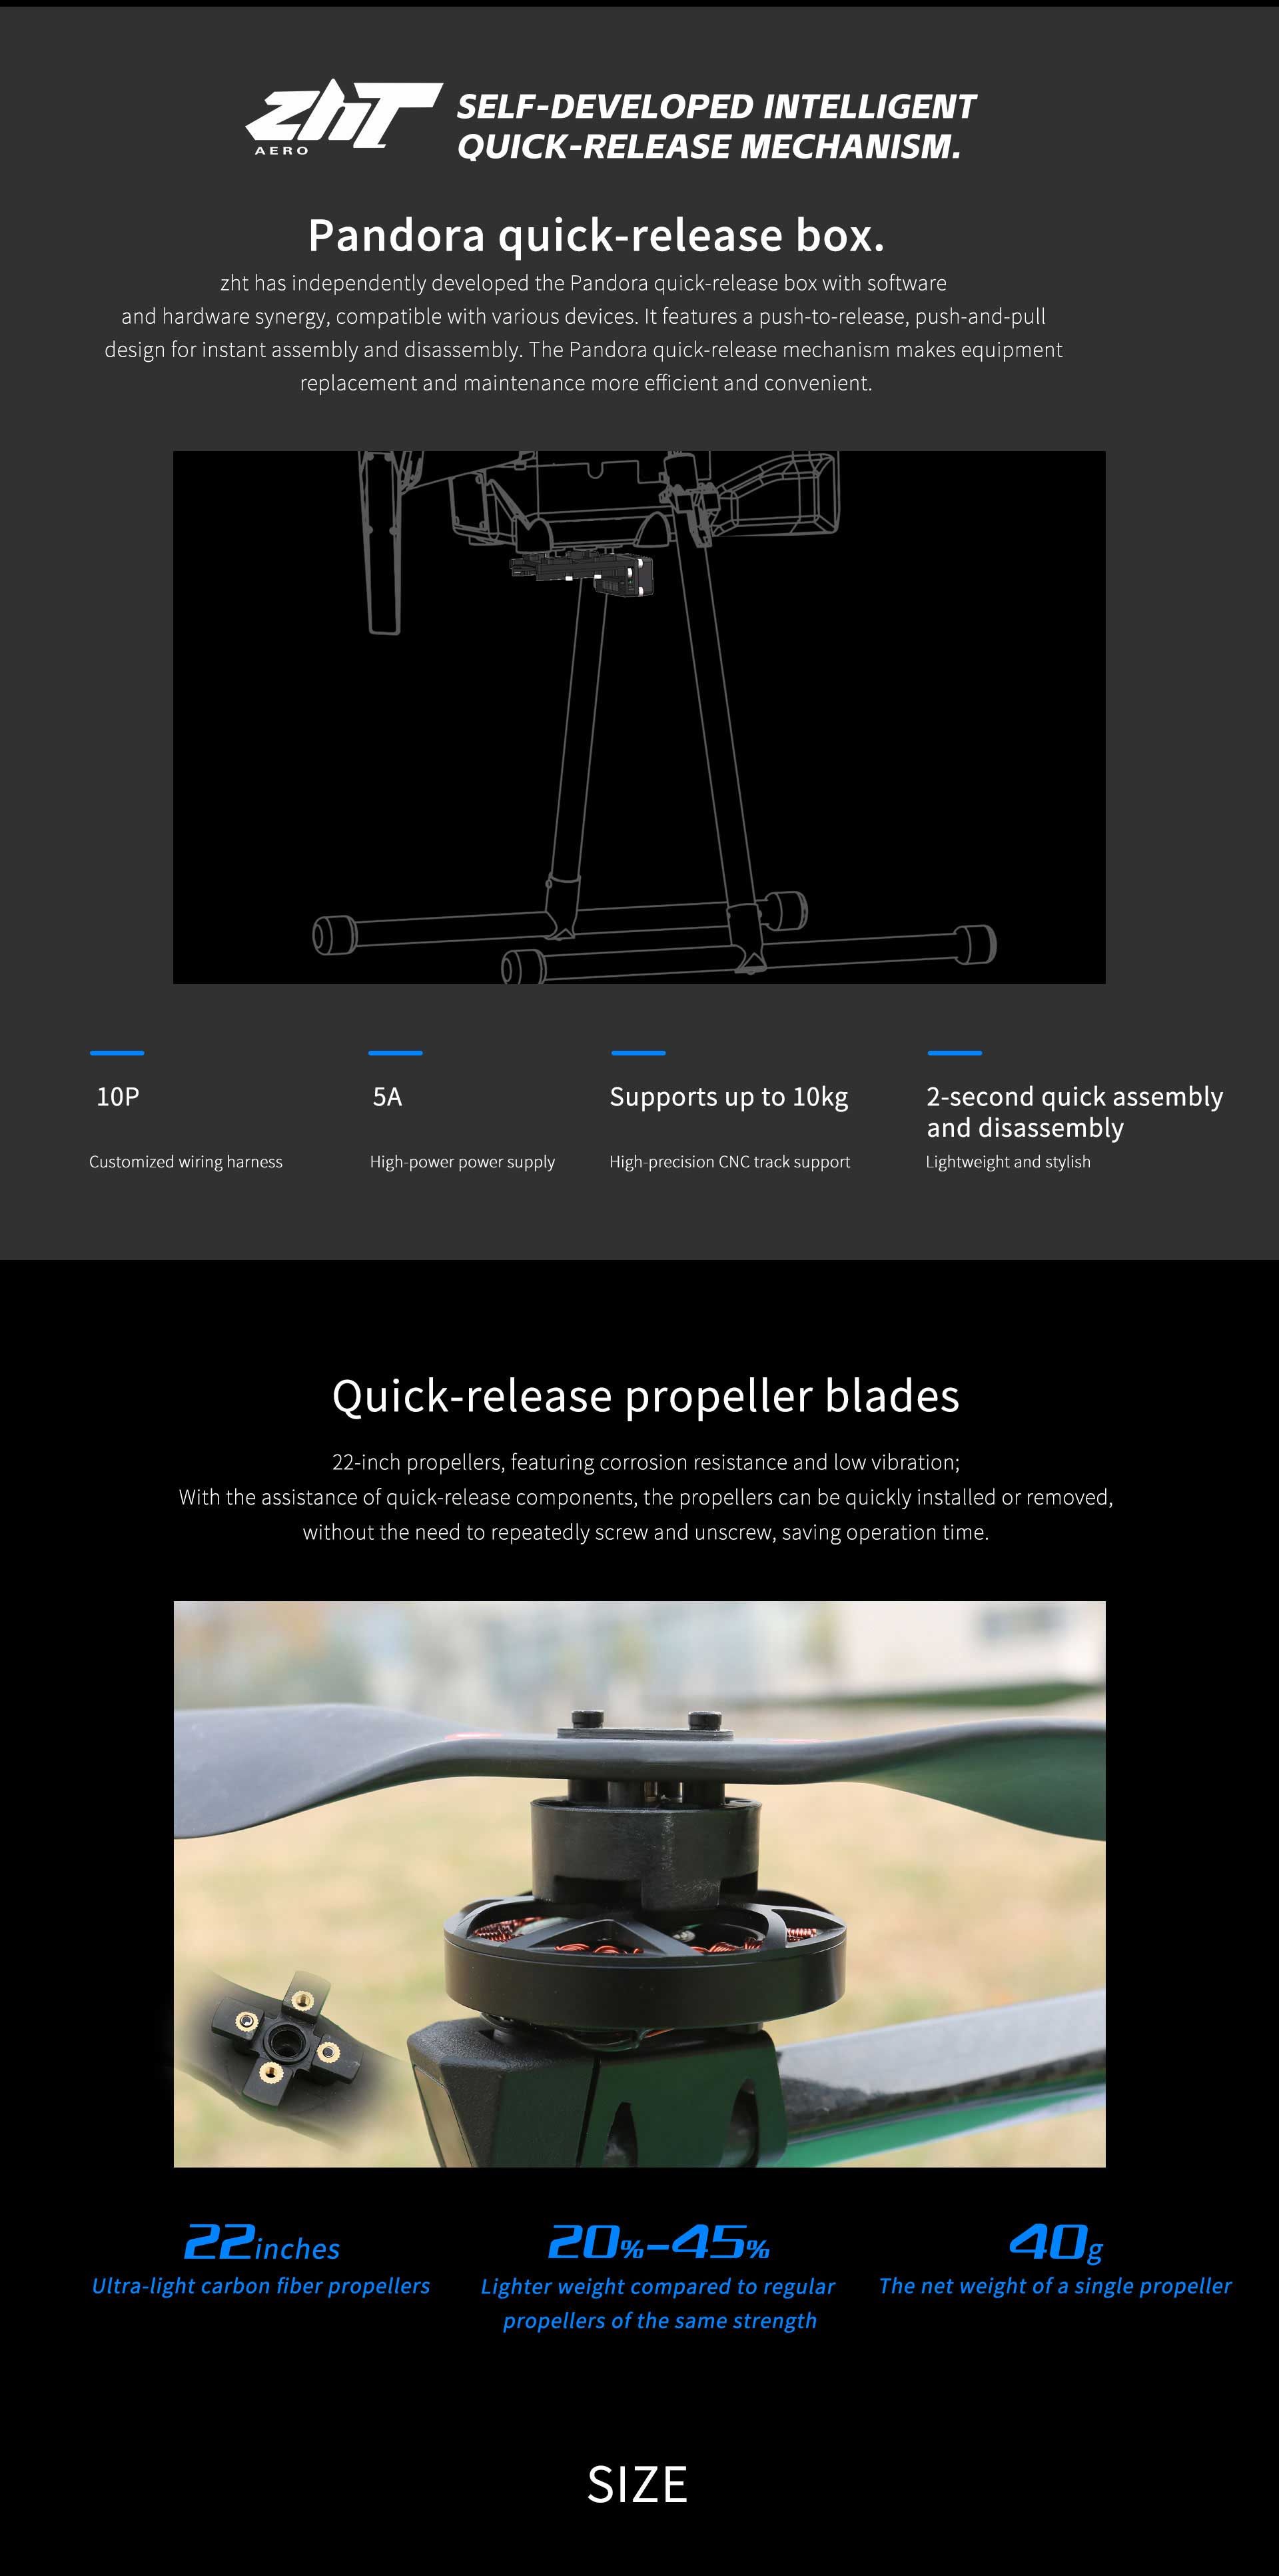 zhT
AERO
SELF-DEVELOPED INTELLIGENT
QUICK-RELEASE MECHANISM.
Pandora quick-release box.
zht has independently developed the Pandora quick-release box with software
and hardware synergy, compatible with various devices. It features a push-to-release, push-and-pull
design for instant assembly and disassembly. The Pandora quick-release mechanism makes equipment
replacement and maintenance more efficient and convenient.
10P
Customized wiring harness
5A
High-power power supply
Supports up to 10kg
High-precision CNC track support
2-second quick assembly
and disassembly
Lightweight and stylish
Quick-release propeller blades
22-inch propellers, featuring corrosion resistance and low vibration;
With the assistance of quick-release components, the propellers can be quickly installed or removed,
without the need to repeatedly screw and unscrew, saving operation time.
22inches
Ultra-light carbon fiber propellers
20%-45%
Lighter weight compared to regular
propellers of the same strength
40g
The net weight of a single propeller
SIZE